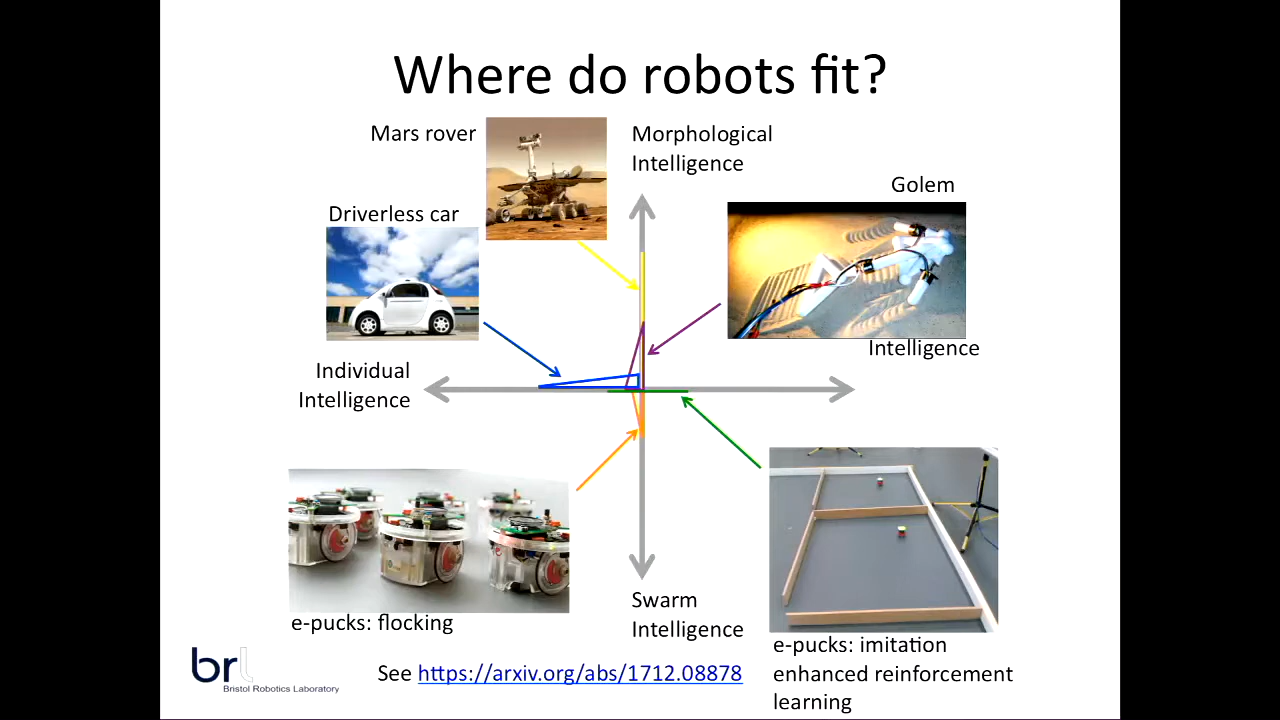 Where do robots fit?
Mars rover
Morphological
Intelligence
Golem
Driverless car
Intelligence
Individual
Intelligence
e-pucks: flocking
Swarm
Intelligence
e-pucks: imitation
enhanced reinforcement
learning
brl
Bristol Robotics Laboratory
See https://arxiv.org/abs/1712.08878